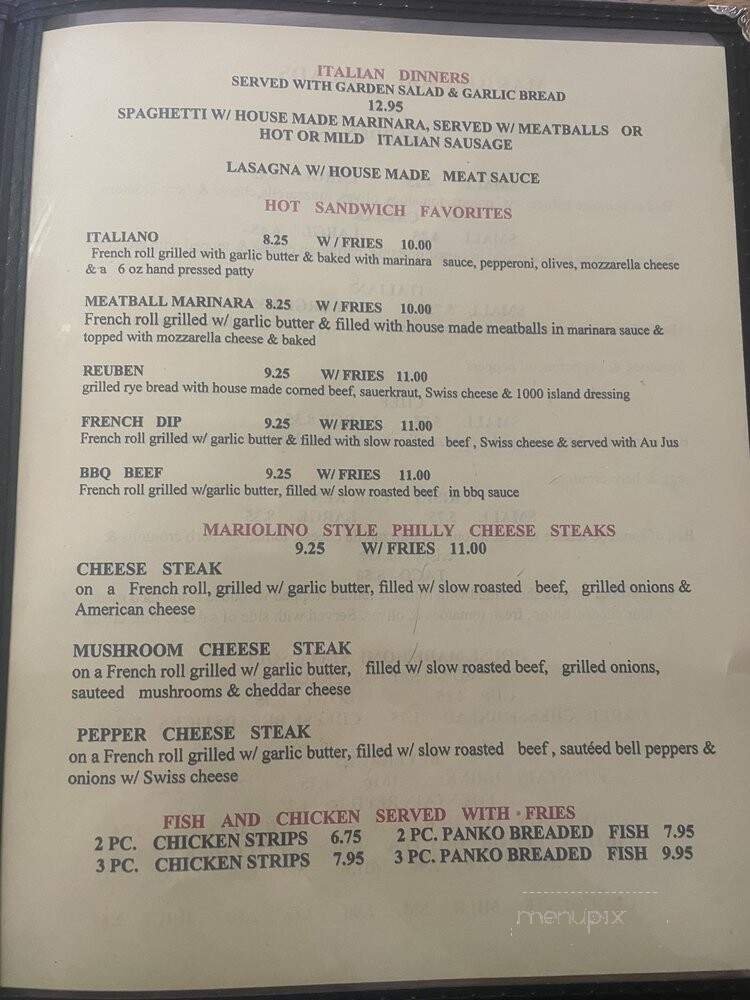 ITALIAN DINNERS
SERVED WITH GARDEN SALAD & GARLIC BREAD
12.95
SPAGHETTI W/ HOUSE MADE MARINARA, SERVED W/ MEATBALLS OR
HOT OR MILD ITALIAN SAUSAGE
LASAGNA W/ HOUSE MADE MEAT SAUCE
HOT SANDWICH FAVORITES
ITALIANO 8.25 W/ FRIES 10.00
French roll grilled with garlic butter & baked with marinara sauce, pepperoni, olives, mozzarella cheese
& a 6 oz hand pressed patty
MEATBALL MARINARA 8.25 W/ FRIES 10.00
French roll grilled w/ garlic butter & filled with house made meatballs in marinara sauce &
topped with mozzarella cheese & baked
REUBEN 9.25 W/ FRIES 11.00
grilled rye bread with house made corned beef, sauerkraut, Swiss cheese & 1000 island dressing
FRENCH DIP 9.25 W/ FRIES 11.00
French roll grilled w/ garlic butter & filled with slow roasted beef , Swiss cheese & served with Au Jus
BBQ BEEF 9.25 W/ FRIES 11.00
French roll grilled w/garlic butter, filled w/ slow roasted beef in bbq sauce
MARIOLINO STYLE PHILLY CHEESE STEAKS
9.25 W/ FRIES 11.00
CHEESE STEAK
on a French roll, grilled w/ garlic butter, filled w/ slow roasted beef, grilled onions &
American cheese
MUSHROOM CHEESE STEAK
on a French roll grilled w/ garlic butter, filled w/ slow roasted beef, grilled onions,
sauteed mushrooms & cheddar cheese
PEPPER CHEESE STEAK
on a French roll grilled w/ garlic butter, filled w/ slow roasted beef , sautéed bell peppers &
onions w/ Swiss cheese
FISH AND CHICKEN SERVED WITH FRIES
2 PC. CHICKEN STRIPS 6.75 2 PC. PANKO BREADED FISH 7.95
3 PC. CHICKEN STRIPS 7.95 3 PC. PANKO BREADED FISH 9.95
menupix